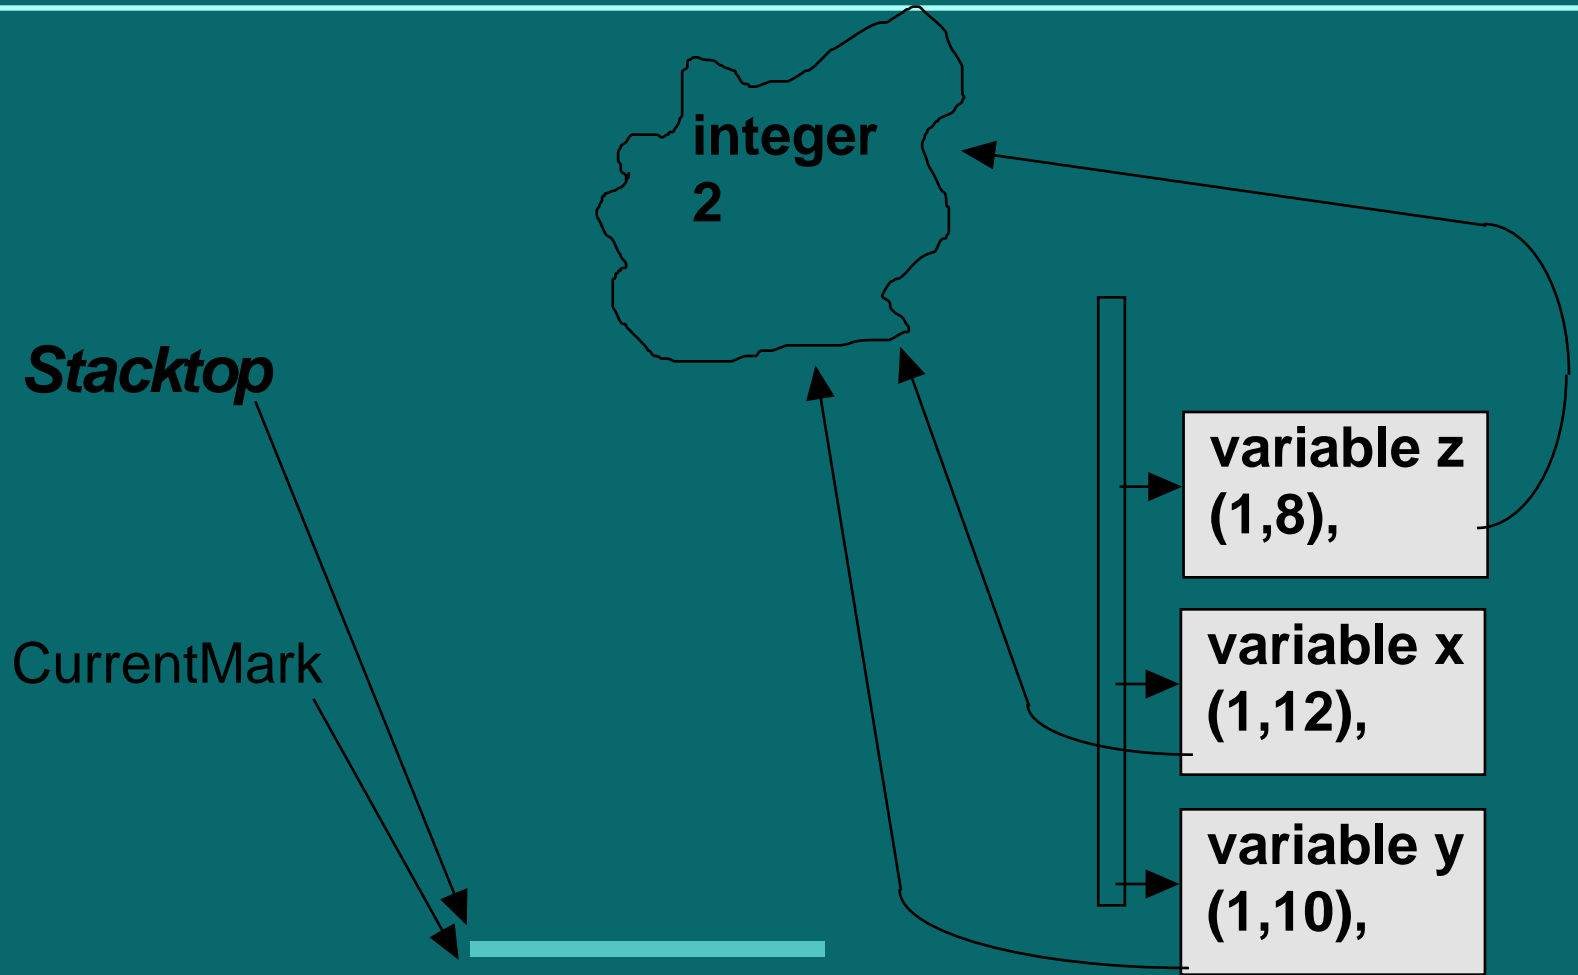 integer
2
Stacktop
variable z
(1,8),
CurrentMark
variable x
(1,12),
variable y
(1,10),